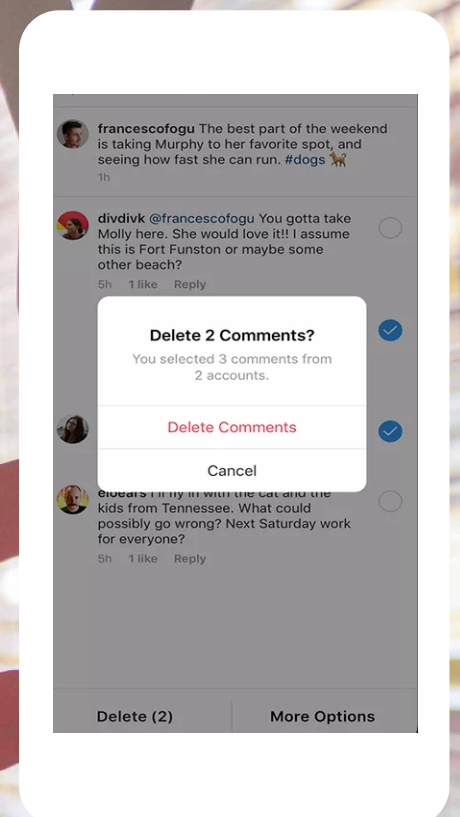 francescofogu The best part of the weekend
is taking Murphy to her favorite spot, and
seeing how fast she can run. #dogs 🐕
1h
divdivk @francescofogu You gotta take
Molly here. She would love it!! I assume
this is Fort Funston or maybe some
other beach?
5h 1 like Reply
Delete 2 Comments?
You selected 3 comments from
2 accounts.
Delete Comments
Cancel
eloears I'll fly in with the cat and the
kids from Tennessee. What could
possibly go wrong? Next Saturday work
for everyone?
5h 1 like Reply
Delete (2)
More Options